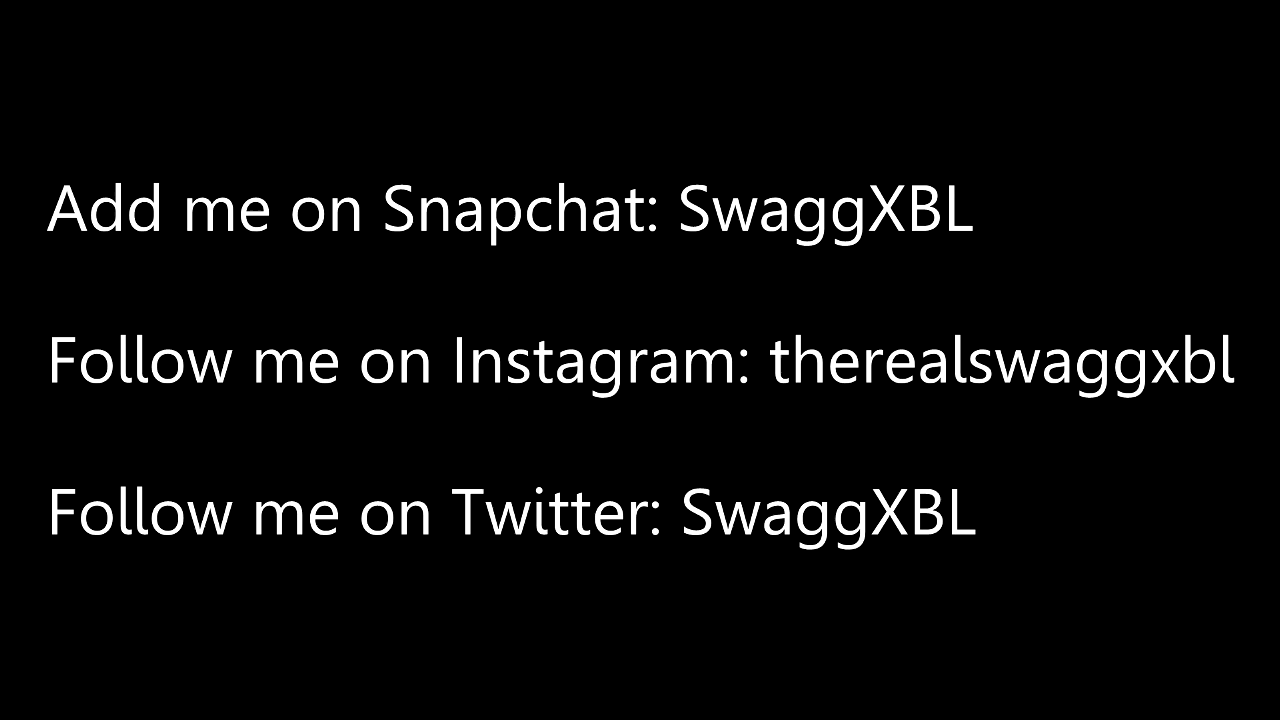 Add me on Snapchat: SwaggXBL
Follow me on Instagram: therealswaggxbl
Follow me on Twitter: SwaggXBL